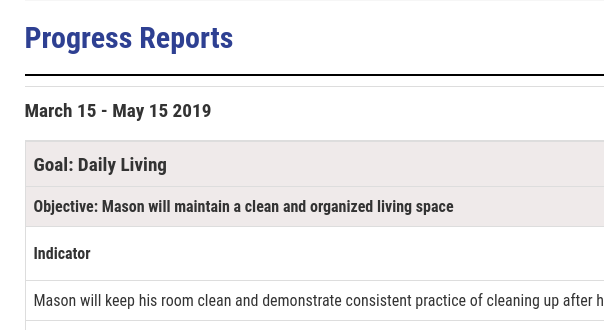 Progress Reports
March 15 - May 15 2019
Goal: Daily Living
Objective: Mason will maintain a clean and organized living space
Indicator
Mason will keep his room clean and demonstrate consistent practice of cleaning up after